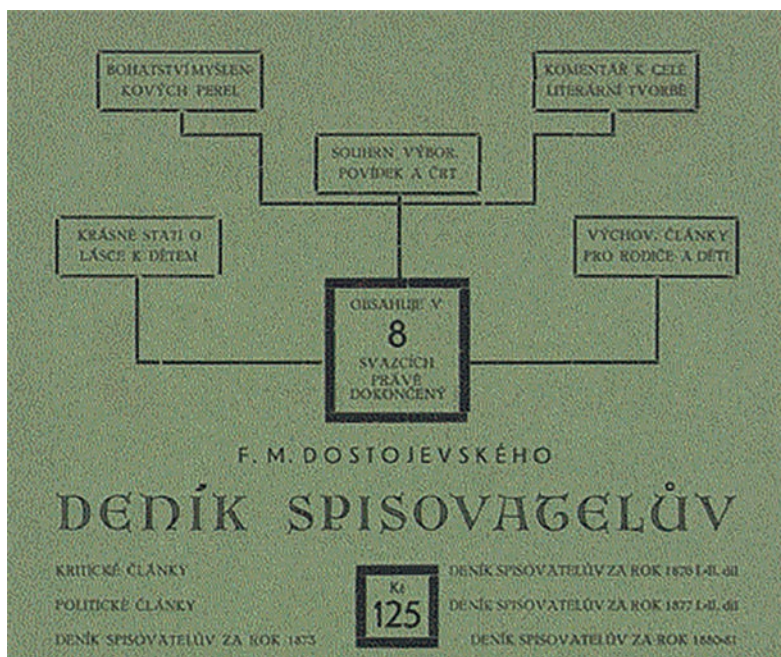 BOHATSTVÍ MYŠLEN-
KOVÝCH PEREL
KOMENTÁŘ K CELÉ
LITERÁRNÍ TVORBĚ
SOUHRN VÝBOR.
POVÍDEK A ČRT
KRÁSNÉ STATI O
LÁSCE K DĚTEM
VÝCHOV. ČLÁNKY
PRO RODIČE A DĚTI
OBSAHUJE V
8
SVAZCÍCH
PRÁVĚ
DOKONČENÝ
F. M. DOSTOJEVSKÉHO
DENÍK SPISOVATELŮV
KRITICKÉ ČLÁNKY
POLITICKÉ ČLÁNKY
DENÍK SPISOVATELŮV ZA ROK 1873
Kč
125
DENÍK SPISOVATELŮV ZA ROK 1876 I.-II. díl
DENÍK SPISOVATELŮV ZA ROK 1877 I.-II. díl
DENÍK SPISOVATELŮV ZA ROK 1880-81